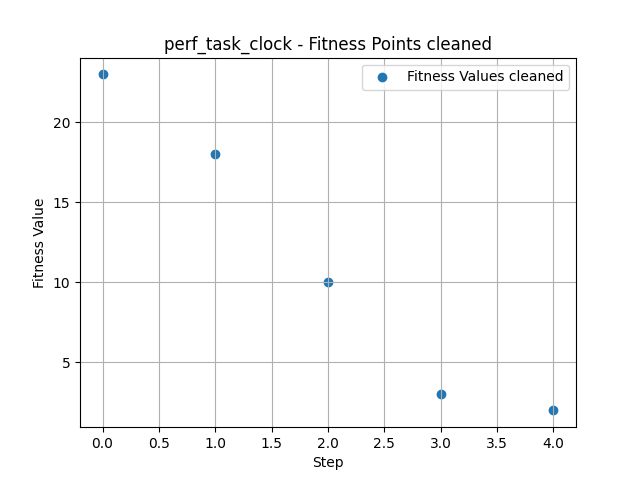 perf_task_clock - Fitness Points cleaned
Fitness Values cleaned
Fitness Value
20
15
10
5
0.0 0.5 1.0 1.5 2.0 2.5 3.0 3.5 4.0
Step